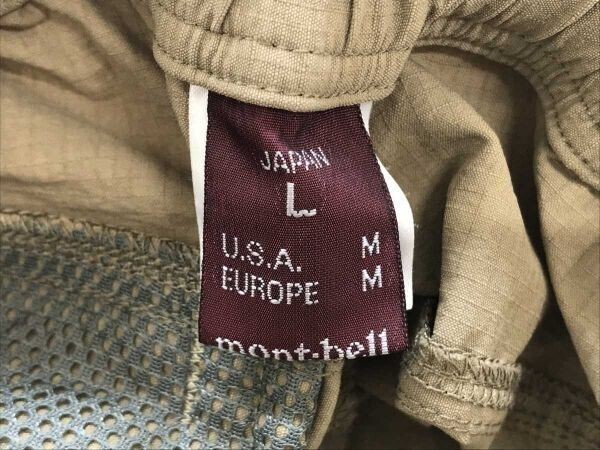 JAPAN
L
U.S.A. M
EUROPE M
mont-bell